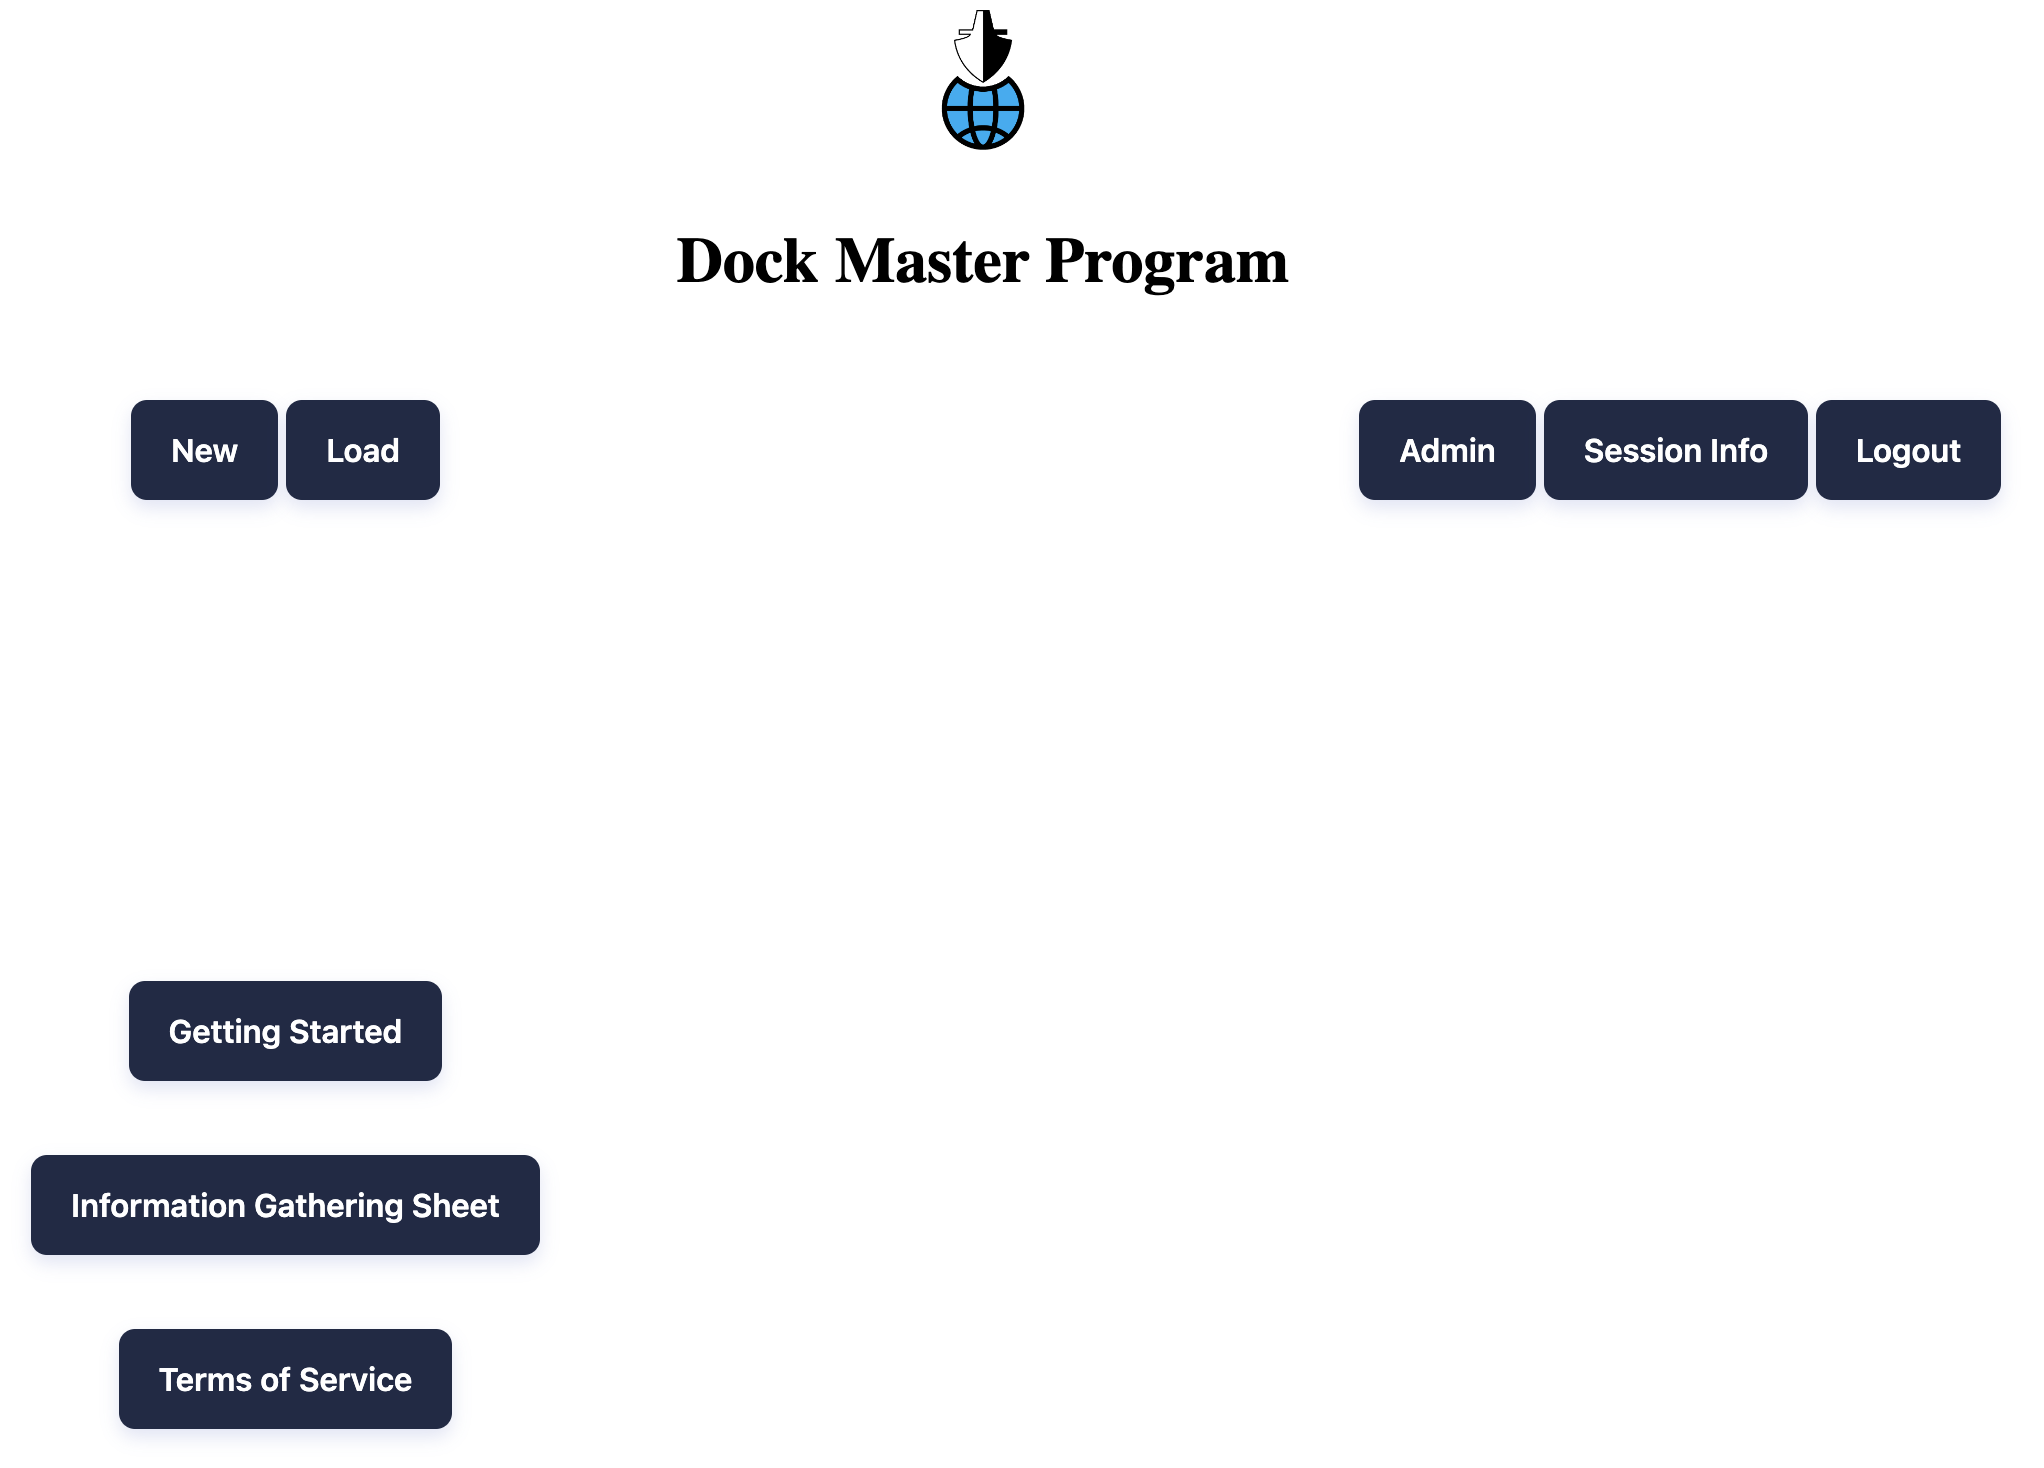 Dock Master Program
New Load Admin Session Info Logout
Getting Started
Information Gathering Sheet
Terms of Service